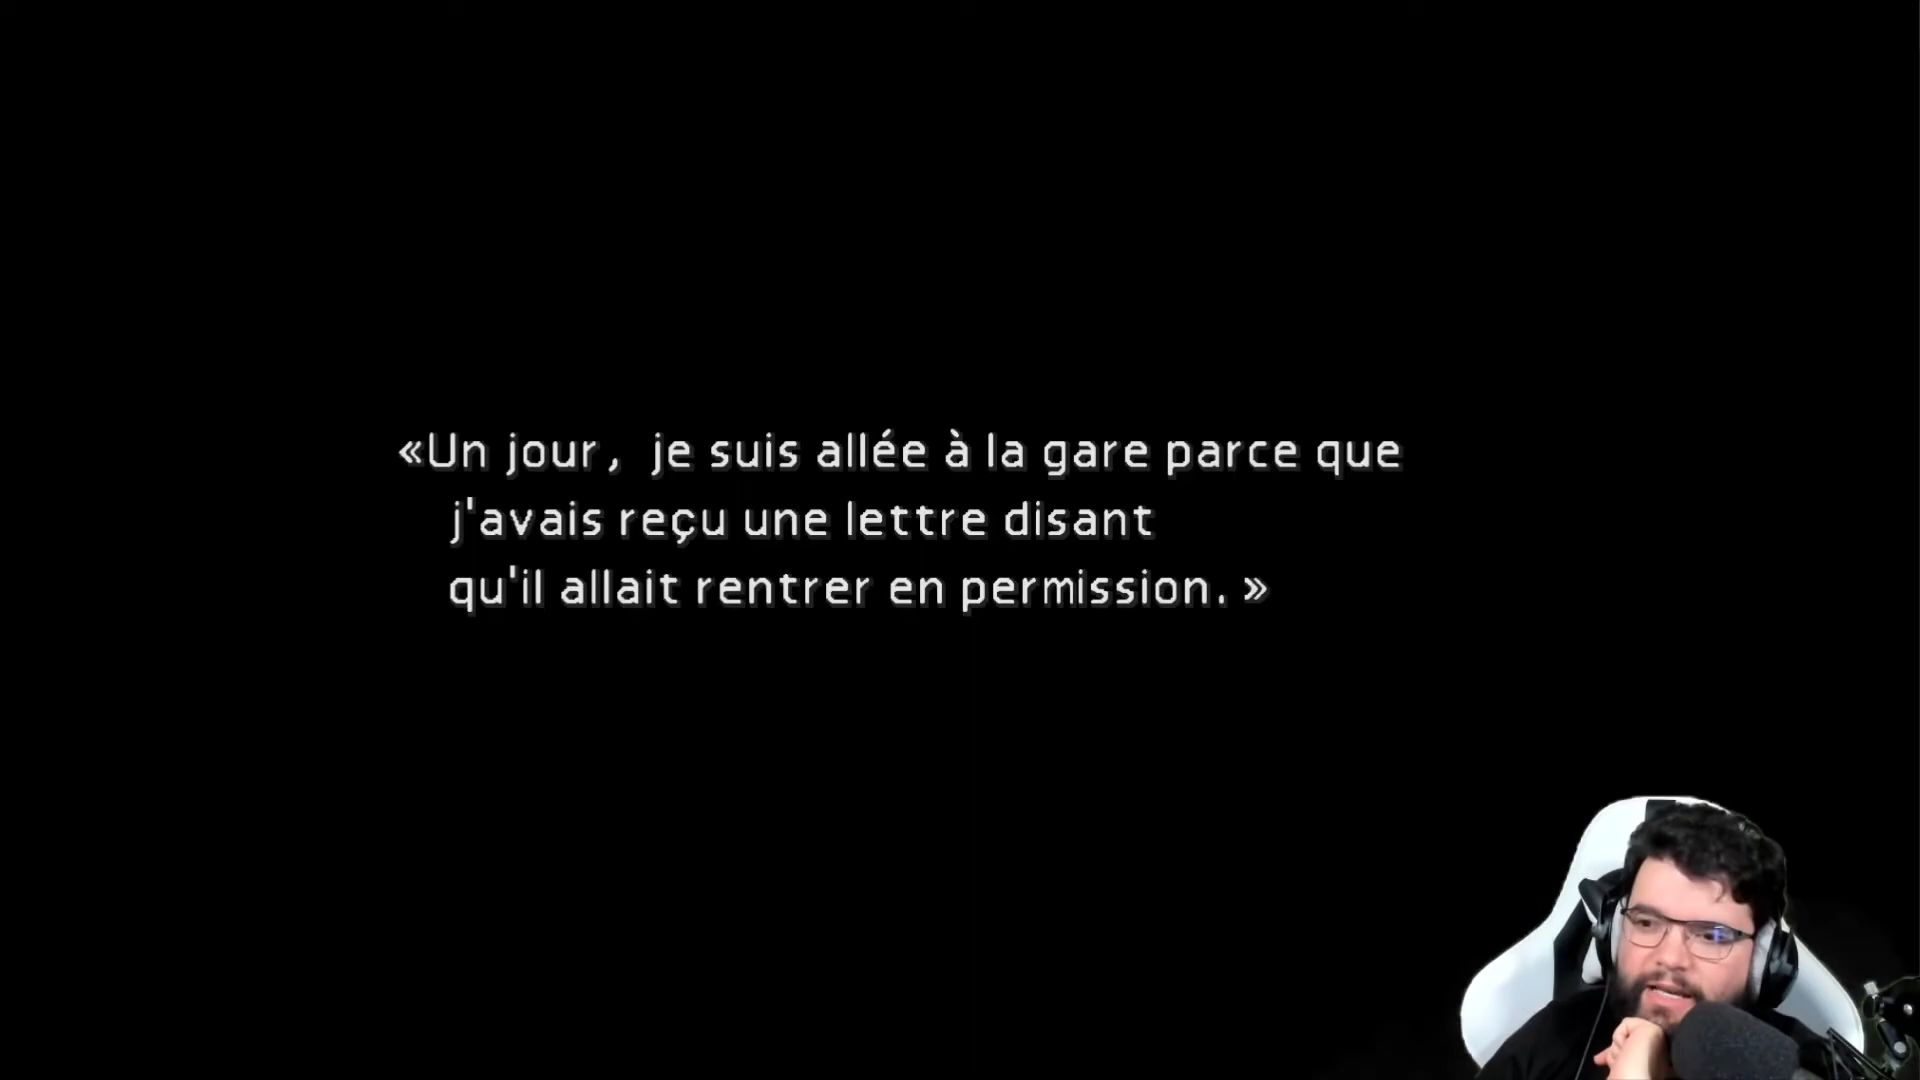 «Un jour, je suis allée à la gare parce que
j'avais reçu une lettre disant
qu'il allait rentrer en permission. »